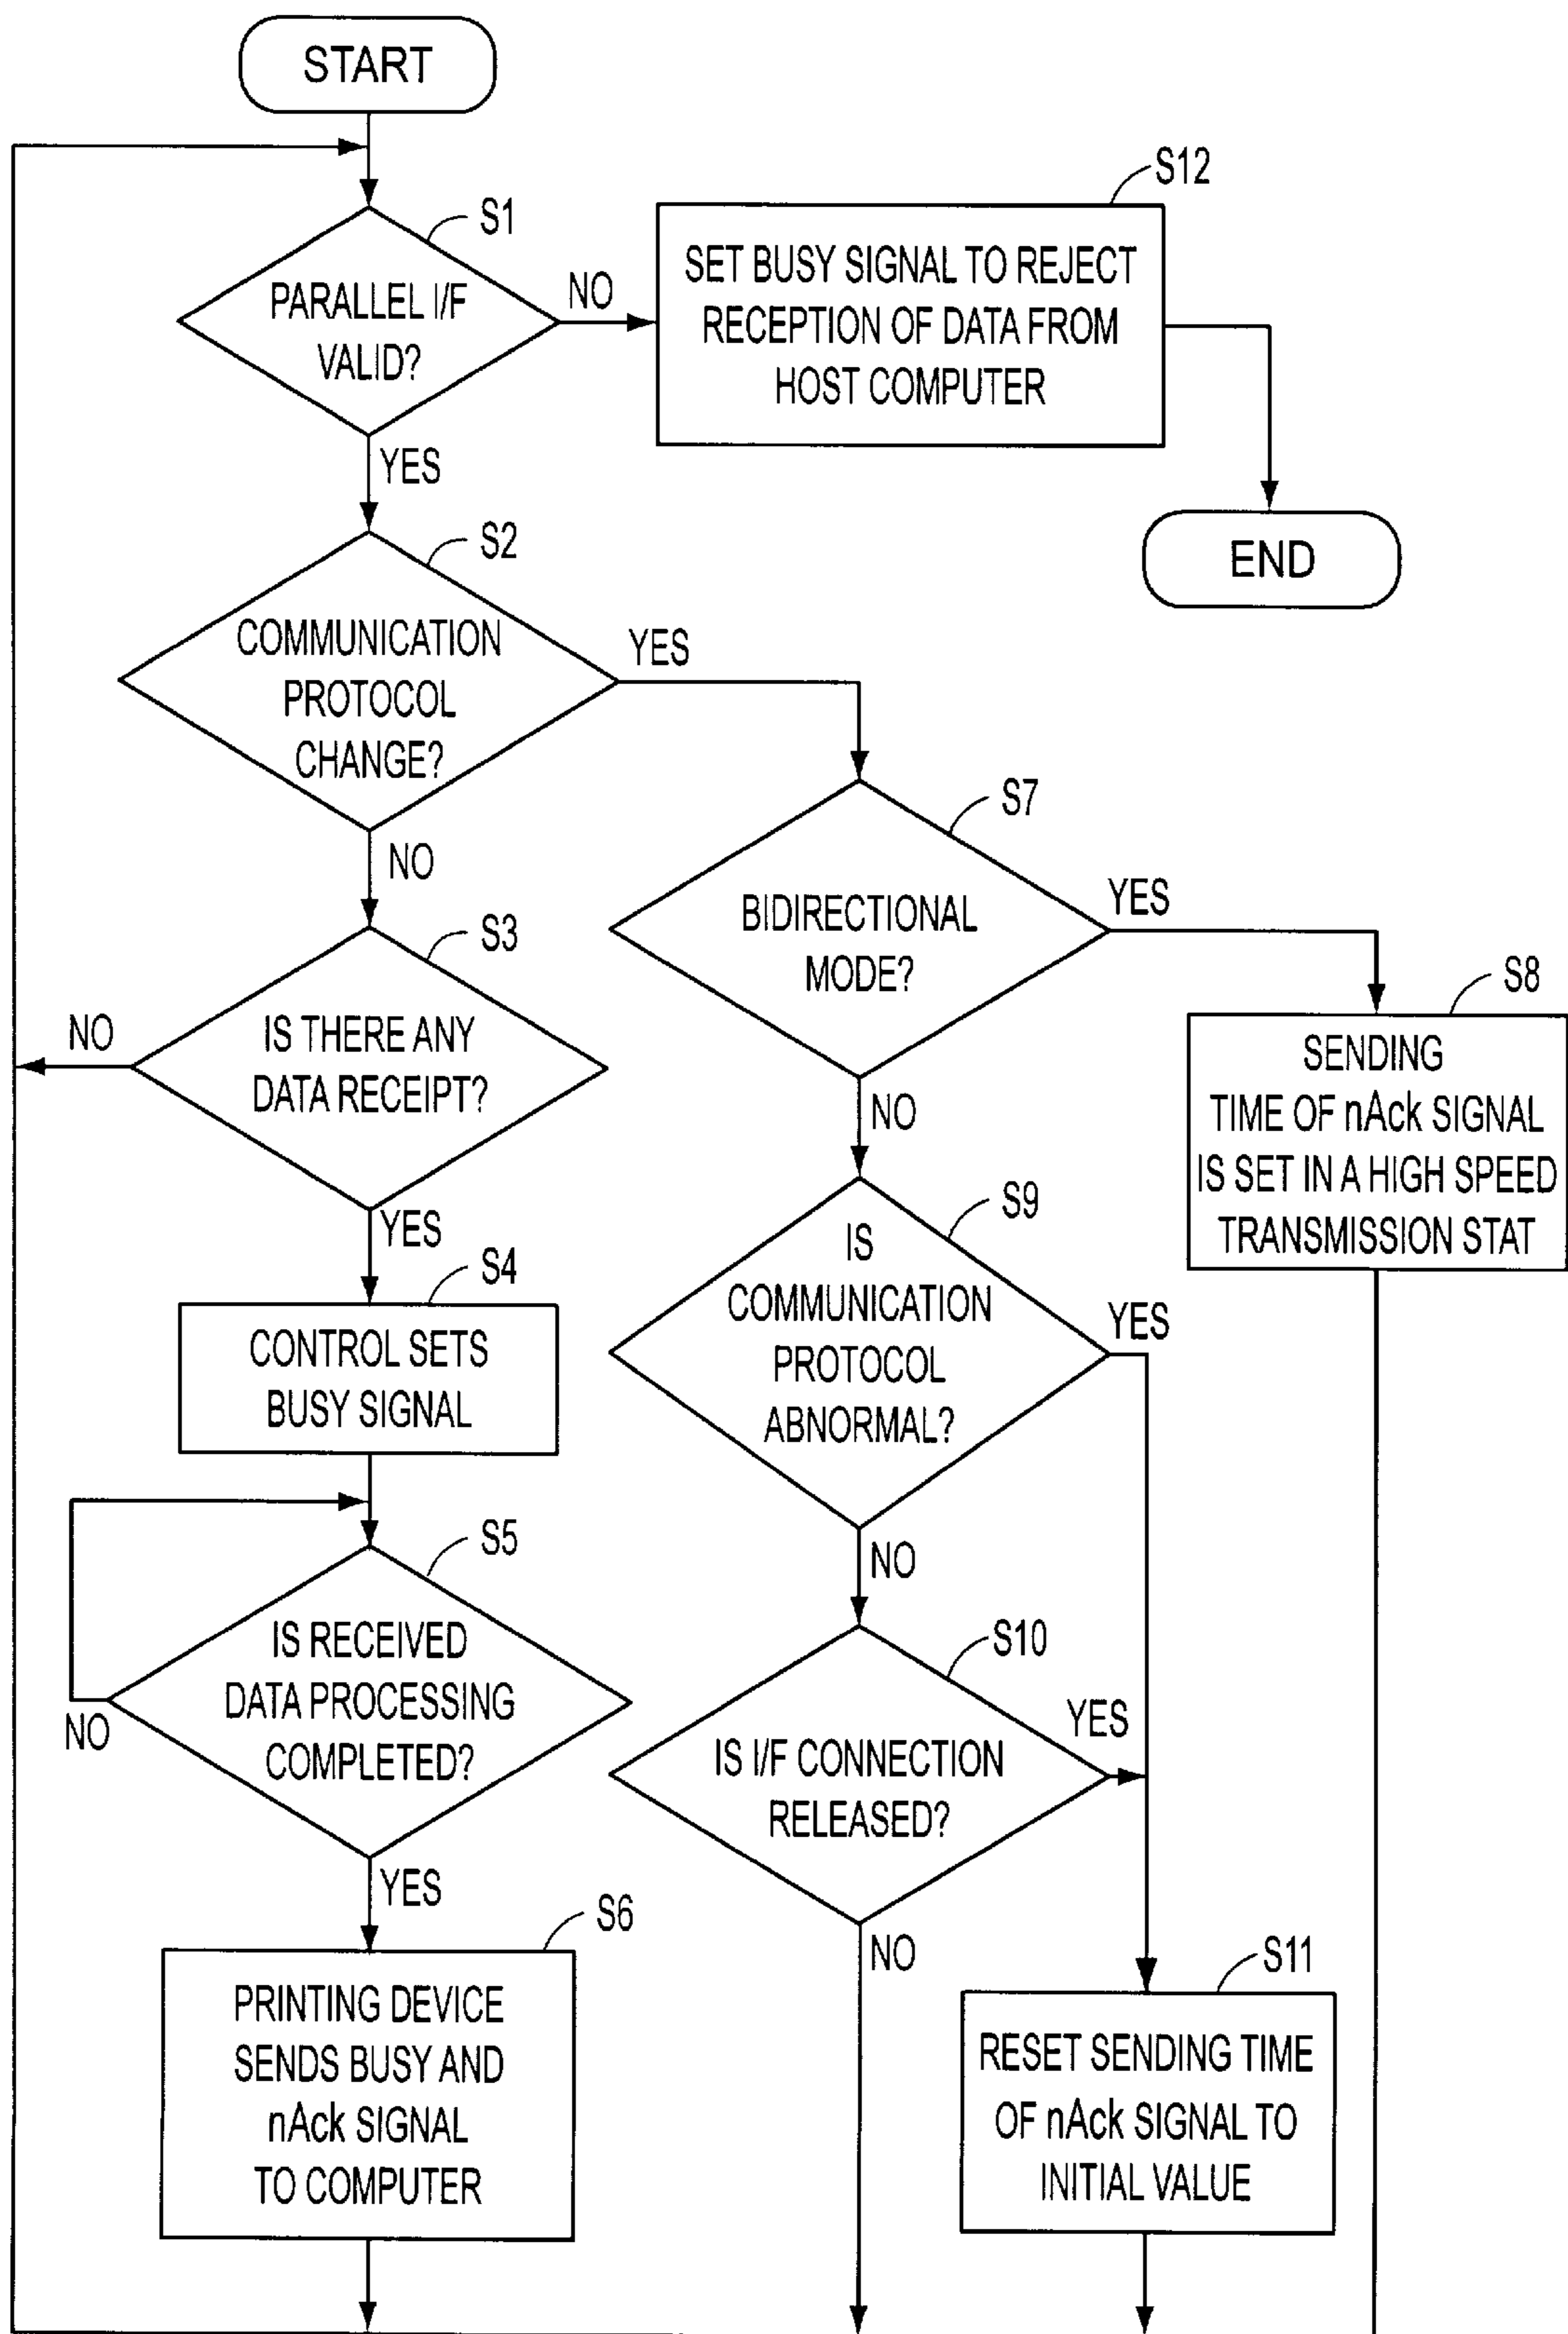 START
S1
PARALLEL I/F
VALID?
NO
YES
S12
SET BUSY SIGNAL TO REJECT
RECEPTION OF DATA FROM
HOST COMPUTER
END
S2
COMMUNICATION
PROTOCOL
CHANGE?
YES
NO
S3
IS THERE ANY
DATA RECEIPT?
NO
YES
S4
CONTROL SETS
BUSY SIGNAL
S5
IS RECEIVED
DATA PROCESSING
COMPLETED?
NO
YES
S6
PRINTING DEVICE
SENDS BUSY AND
nAck SIGNAL
TO COMPUTER
S7
BIDIRECTIONAL
MODE?
YES
NO
S8
SENDING
TIME OF nAck SIGNAL
IS SET IN A HIGH SPEED
TRANSMISSION STAT
S9
IS
COMMUNICATION
PROTOCOL
ABNORMAL?
YES
NO
S10
IS I/F CONNECTION
RELEASED?
YES
NO
S11
RESET SENDING TIME
OF nAck SIGNAL TO
INITIAL VALUE